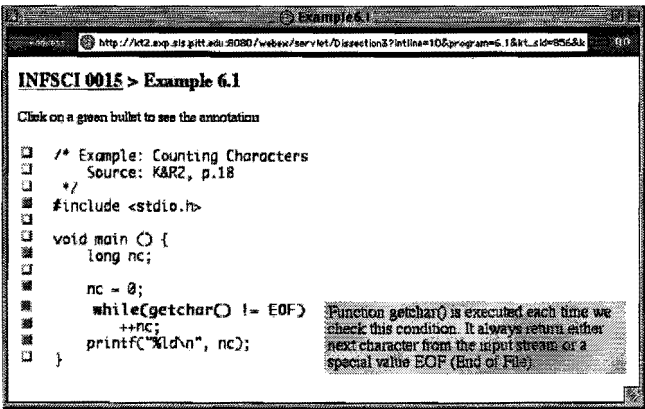 Example6.1
http://kt2.exp.sis.pitt.edu:8080/webex/servlet/Dissection3?intline=10&program=6.1&kt_sid=856&k
INFSCI 0015 > Example 6.1
Click on a green bullet to see the annotation
/* Example: Counting Characters
Source: K&R2, p.18
*/
#include <stdio.h>
void main () {
long nc;
nc = 0;
while(getchar() != EOF)
++nc;
printf("%ld\n", nc);
}
Function getchar() is executed each time we
check this condition. It always return either
next character from the input stream or a
special value EOF (End of File)